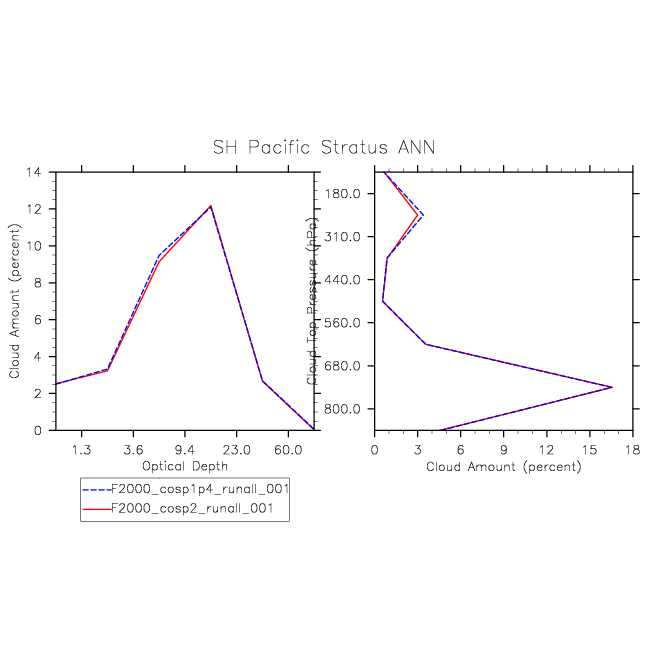 SH Pacific Stratus ANN
14
12
10
8
6
4
2
0
Cloud Amount (percent)
1.3 3.6 9.4 23.0 60.0
Optical Depth
Cloud Top Pressure (hPa)
180.0
310.0
440.0
560.0
680.0
800.0
0 3 6 9 12 15 18
Cloud Amount (percent)
F2000_cosp1p4_runall_001
F2000_cosp2_runall_001